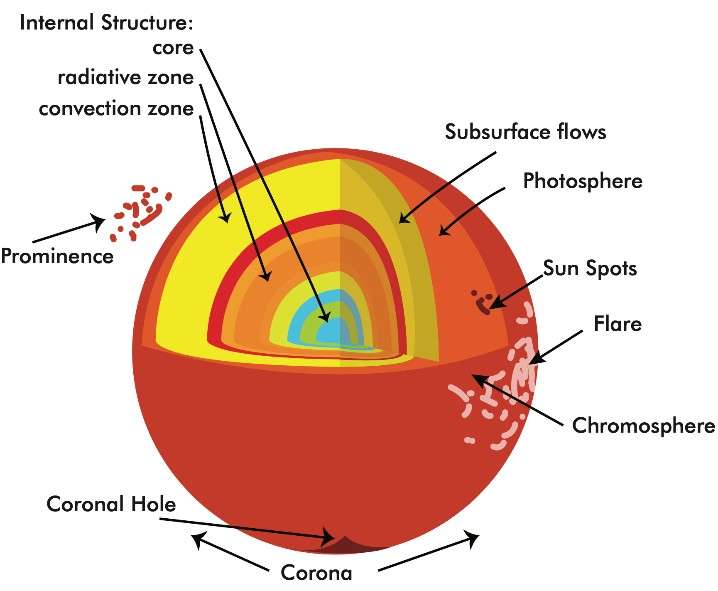 Internal Structure:
core
radiative zone
convection zone
Subsurface flows
Photosphere
Prominence
Sun Spots
Flare
Chromosphere
Coronal Hole
Corona